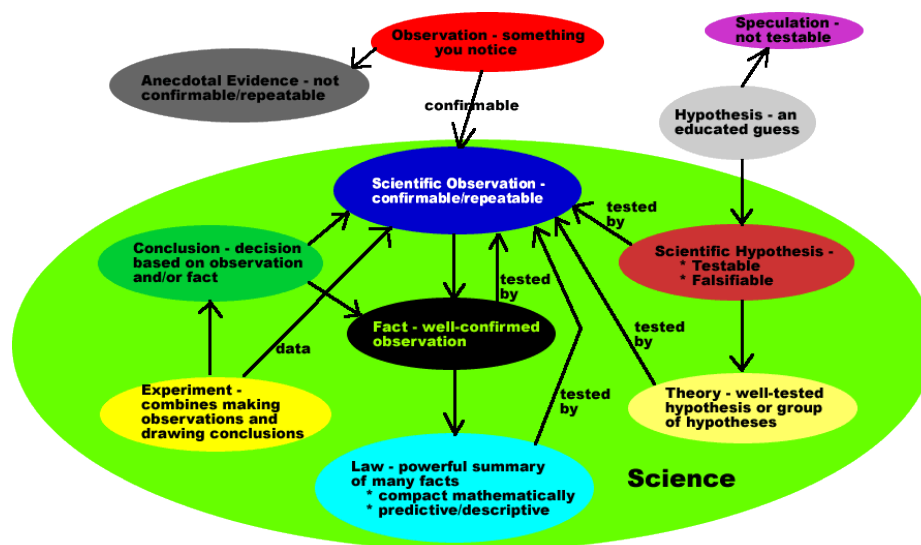 Observation - something
you notice
Speculation -
not testable
Anecdotal Evidence - not
confirmable/repeatable
confirmable
Hypothesis - an
educated guess
Scientific Observation -
confirmable/repeatable
tested
by
Conclusion - decision
based on observation
and/or fact
Scientific Hypothesis -
* Testable
* Falsifiable
tested
by
Fact - well-confirmed
observation
tested
by
data
Experiment -
combines making
observations and
drawing conclusions
tested
by
Theory - well-tested
hypothesis or group
of hypotheses
Law - powerful summary
of many facts
* compact mathematically
* predictive/descriptive
Science